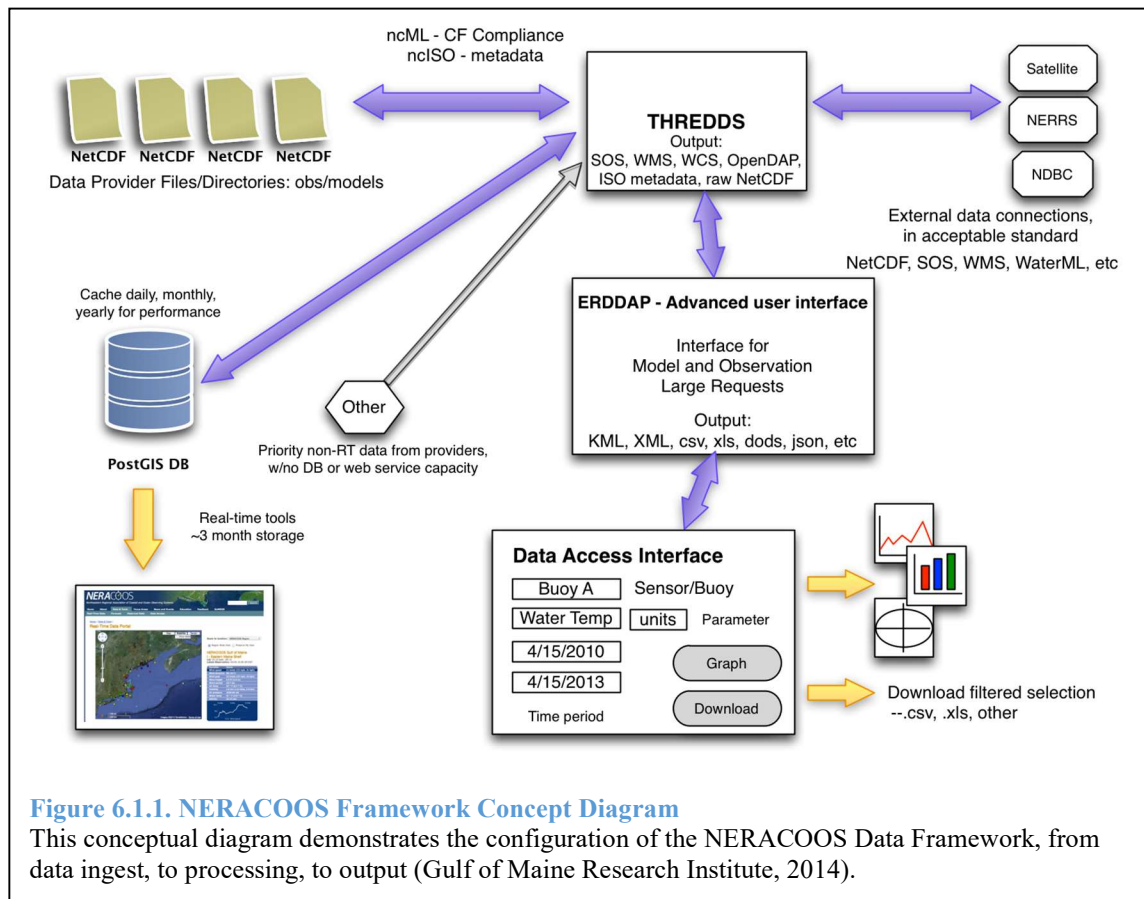 ncML - CF Compliance
ncISO - metadata
NetCDF NetCDF NetCDF NetCDF
Data Provider Files/Directories: obs/models
THREDDS
Output:
SOS, WMS, WCS, OpenDAP,
ISO metadata, raw NetCDF
Satellite
NERRS
NDBC
External data connections,
in acceptable standard
NetCDF, SOS, WMS, WaterML, etc
Cache daily, monthly,
yearly for performance
PostGIS DB
Other
Priority non-RT data from providers,
w/no DB or web service capacity
ERDDAP - Advanced user interface
Interface for
Model and Observation
Large Requests
Output:
KML, XML, csv, xls, dods, json, etc
Real-time tools
~3 month storage
NERACOOS
Data Access Interface
Buoy A Sensor/Buoy
Water Temp units Parameter
4/15/2010
4/15/2013
Time period
Graph
Download
Download filtered selection
--.csv, .xls, other
Figure 6.1.1. NERACOOS Framework Concept Diagram
This conceptual diagram demonstrates the configuration of the NERACOOS Data Framework, from
data ingest, to processing, to output (Gulf of Maine Research Institute, 2014).